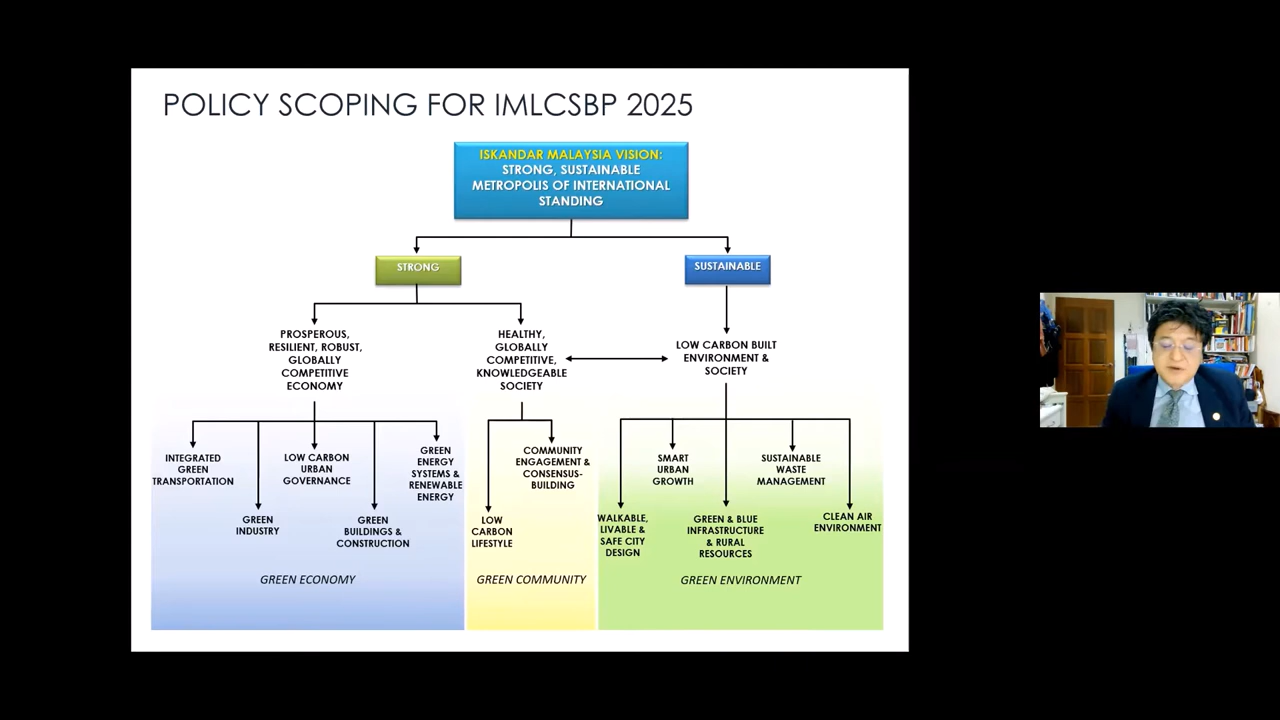 POLICY SCOPING FOR IMLCSBP 2025
ISKANDAR MALAYSIA VISION:
STRONG, SUSTAINABLE
METROPOLIS OF INTERNATIONAL
STANDING
STRONG
SUSTAINABLE
PROSPEROUS,
RESILIENT, ROBUST,
GLOBALLY
COMPETITIVE
ECONOMY
HEALTHY,
GLOBALLY
COMPETITIVE,
KNOWLEDGEABLE
SOCIETY
LOW CARBON BUILT
ENVIRONMENT &
SOCIETY
INTEGRATED
GREEN
TRANSPORTATION
GREEN
INDUSTRY
LOW CARBON
URBAN
GOVERNANCE
GREEN
BUILDINGS &
CONSTRUCTION
GREEN
ENERGY
SYSTEMS &
RENEWABLE
ENERGY
LOW
CARBON
LIFESTYLE
COMMUNITY
ENGAGEMENT &
CONSENSUS-
BUILDING
WALKABLE,
LIVABLE &
SAFE CITY
DESIGN
SMART
URBAN
GROWTH
GREEN & BLUE
INFRASTRUCTURE
& RURAL
RESOURCES
SUSTAINABLE
WASTE
MANAGEMENT
CLEAN AIR
ENVIRONMENT
GREEN ECONOMY
GREEN COMMUNITY
GREEN ENVIRONMENT